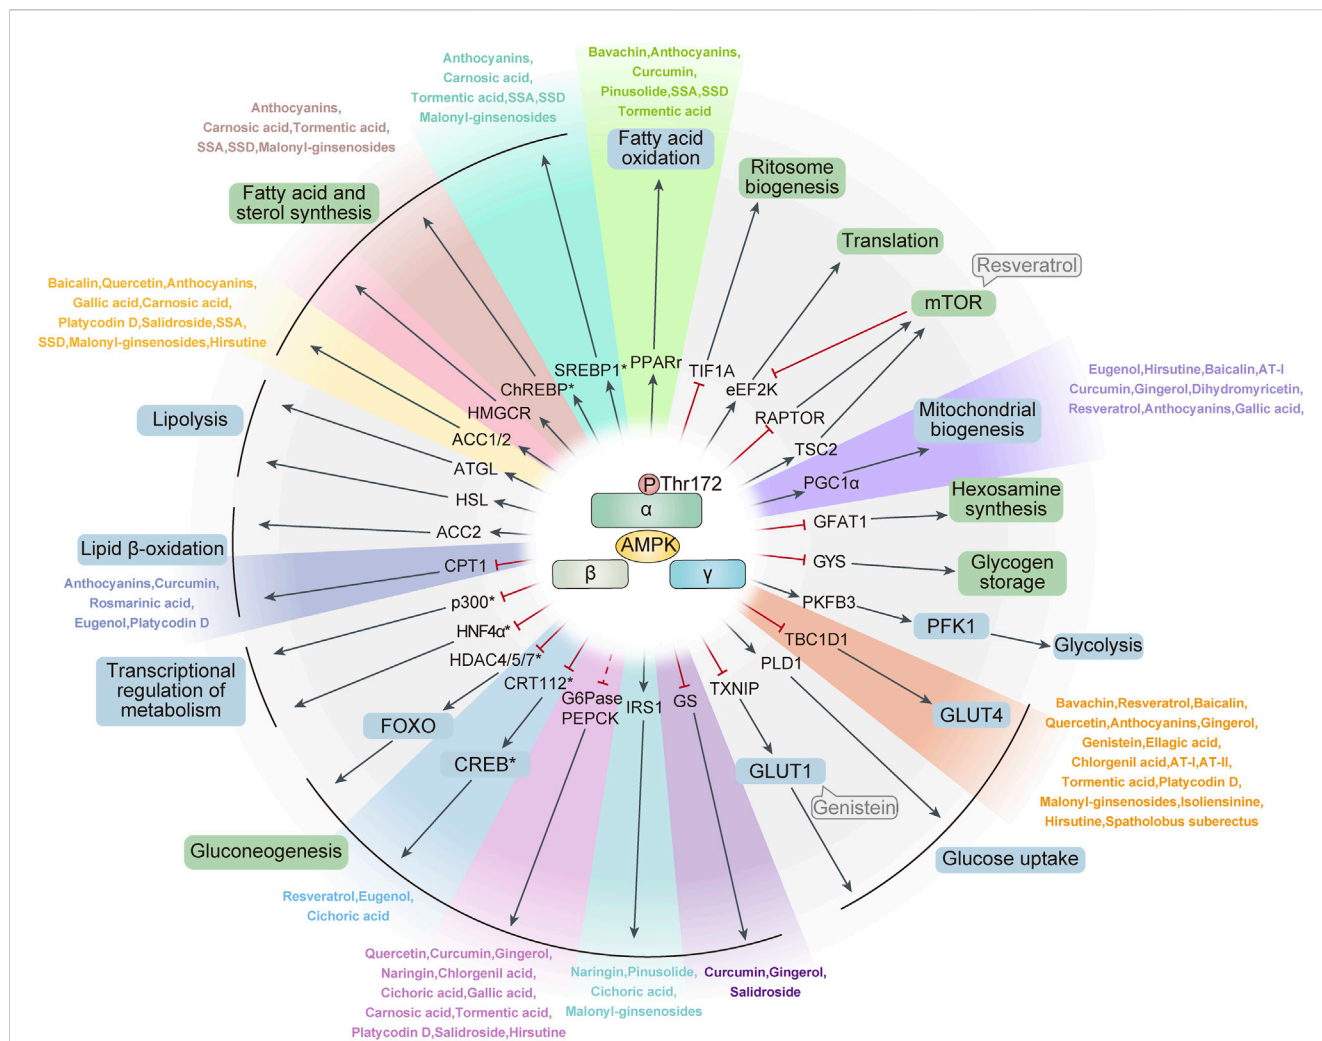 Anthocyanins,
Carnosic acid,
Tormentic acid,SSA,SSD
Malonyl-ginsenosides
Bavachin,Anthocyanins,
Curcumin,
Pinusolide,SSA,SSD
Tormentic acid
Anthocyanins,
Carnosic acid,Tormentic acid,
SSA,SSD,Malonyl-ginsenosides
Fatty acid
oxidation
Ritosome
biogenesis
Fatty acid and
sterol synthesis
Translation
Resveratrol
mTOR
Baicalin,Quercetin,Anthocyanins,
Gallic acid,Carnosic acid,
Platycodin D,Salidroside,SSA,
SSD,Malonyl-ginsenosides,Hirsutine
Eugenol,Hirsutine,Baicalin,AT-I
Curcumin,Gingerol,Dihydromyricetin,
Resveratrol,Anthocyanins,Gallic acid,
SREBP1*
PPARr
TIF1A
eEF2K
ChREBP*
HMGCR
RAPTOR
Lipolysis
Mitochondrial
biogenesis
ACC1/2
TSC2
ATGL
PGC1α
HSL
P
Thr172
Hexosamine
synthesis
α
GFAT1
ACC2
AMPK
Lipid β-oxidation
GYS
Glycogen
storage
CPT1
β
γ
Anthocyanins,Curcumin,
Rosmarinic acid,
Eugenol,Platycodin D
p300*
PKFB3
PFK1
Glycolysis
HNF4α*
TBC1D1
HDAC4/5/7*
PLD1
Transcriptional
regulation of
metabolism
CRT112*
G6Pase
PEPCK
IRS1
GS
TXNIP
FOXO
GLUT4
Bavachin,Resveratrol,Baicalin,
Quercetin,Anthocyanins,Gingerol,
Genistein,Ellagic acid,
Chlorgenil acid,AT-I,AT-II,
Tormentic acid,Platycodin D,
Malonyl-ginsenosides,Isoliensinine,
Hirsutine,Spatholobus suberectus
CREB*
GLUT1
Genistein
Gluconeogenesis
Glucose uptake
Resveratrol,Eugenol,
Cichoric acid
Quercetin,Curcumin,Gingerol,
Naringin,Chlorgenil acid,
Cichoric acid,Gallic acid,
Carnosic acid,Tormentic acid,
Platycodin D,Salidroside,Hirsutine
Naringin,Pinusolide,
Cichoric acid,
Malonyl-ginsenosides
Curcumin,Gingerol,
Salidroside